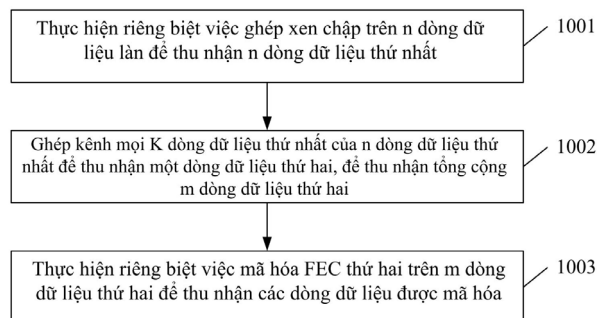 Thực hiện riêng biệt việc ghép xen chập trên n dòng dữ
liệu làn để thu nhận n dòng dữ liệu thứ nhất
1001
Ghép kênh mọi K dòng dữ liệu thứ nhất của n dòng dữ liệu thứ
nhất để thu nhận một dòng dữ liệu thứ hai, để thu nhận tổng cộng
m dòng dữ liệu thứ hai
1002
Thực hiện riêng biệt việc mã hóa FEC thứ hai trên m dòng
dữ liệu thứ hai để thu nhận các dòng dữ liệu được mã hóa
1003